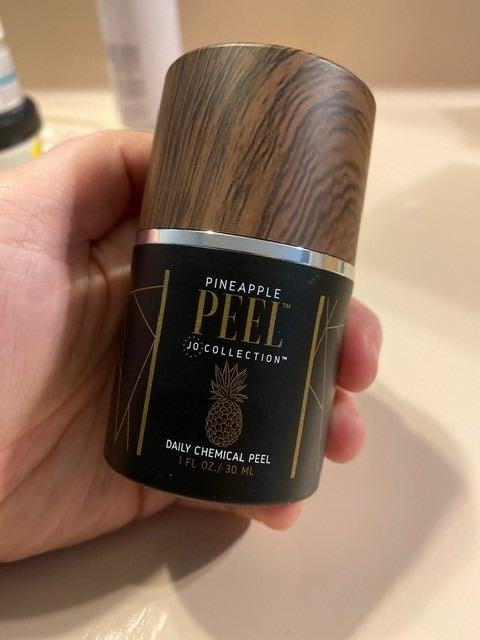 PINEAPPLE
PEEL™
JO COLLECTION™
DAILY CHEMICAL PEEL
1 FL OZ./ 30 ML